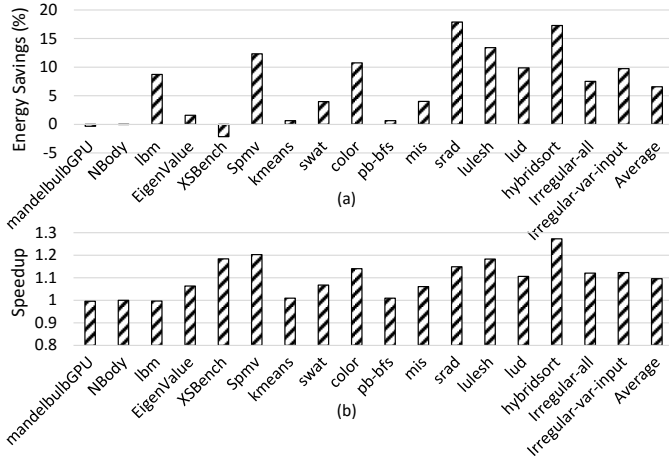 Energy Savings (%)
20
15
10
5
0
-5
mandelbulbGPU
NBody
lbm
EigenValue
XSBench
Spmv
kmeans
swat
color
pb-bfs
mis
srad
lulesh
lud
hybridsort
Irregular-all
Irregular-var-input
Average
(a)
Speedup
1.3
1.2
1.1
1
0.9
0.8
mandelbulbGPU
NBody
lbm
EigenValue
XSBench
Spmv
kmeans
swat
color
pb-bfs
mis
srad
lulesh
lud
hybridsort
Irregular-all
Irregular-var-input
Average
(b)